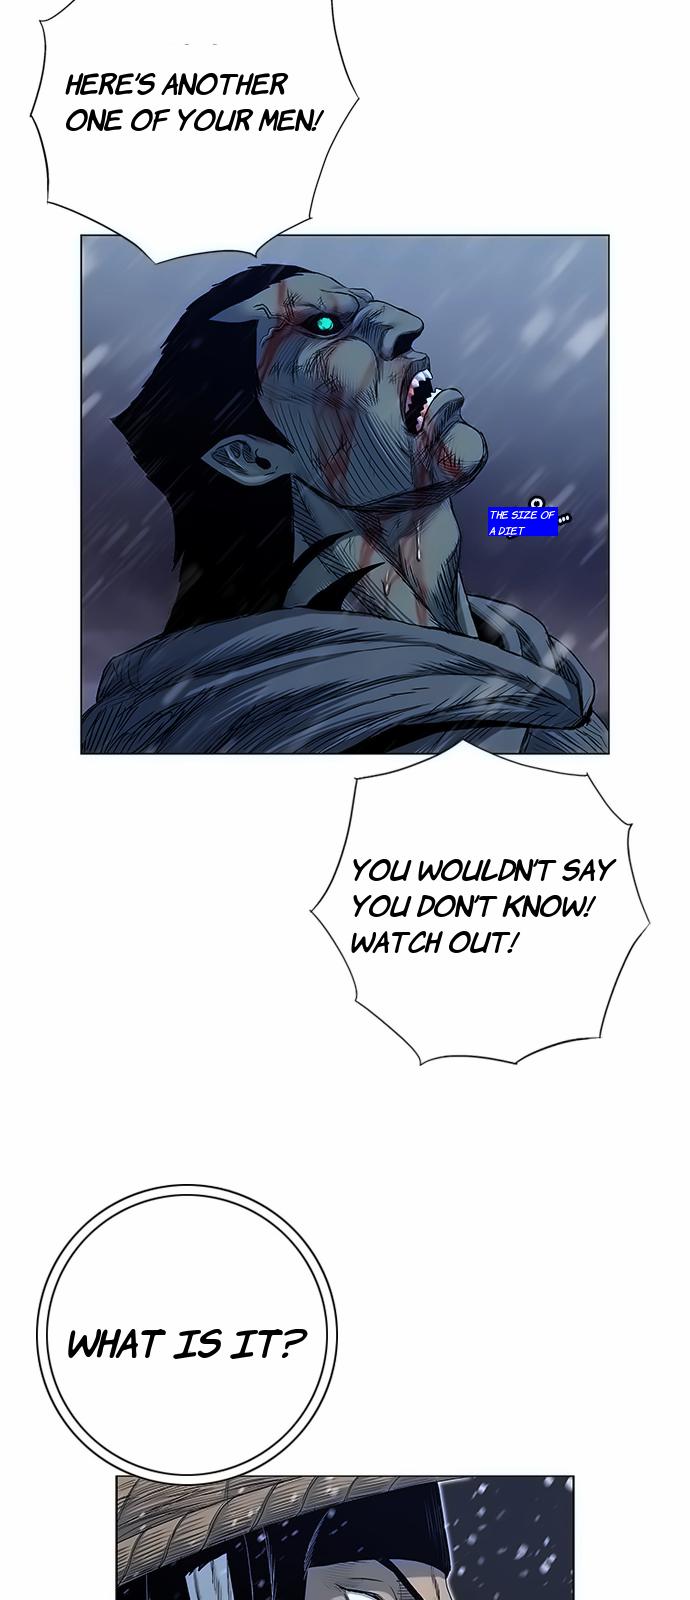 HERE'S ANOTHER
ONE OF YOUR MEN!
THE SIZE OF
A DIET
YOU WOULDN'T SAY
YOU DON'T KNOW!
WATCH OUT!
WHAT IS IT?